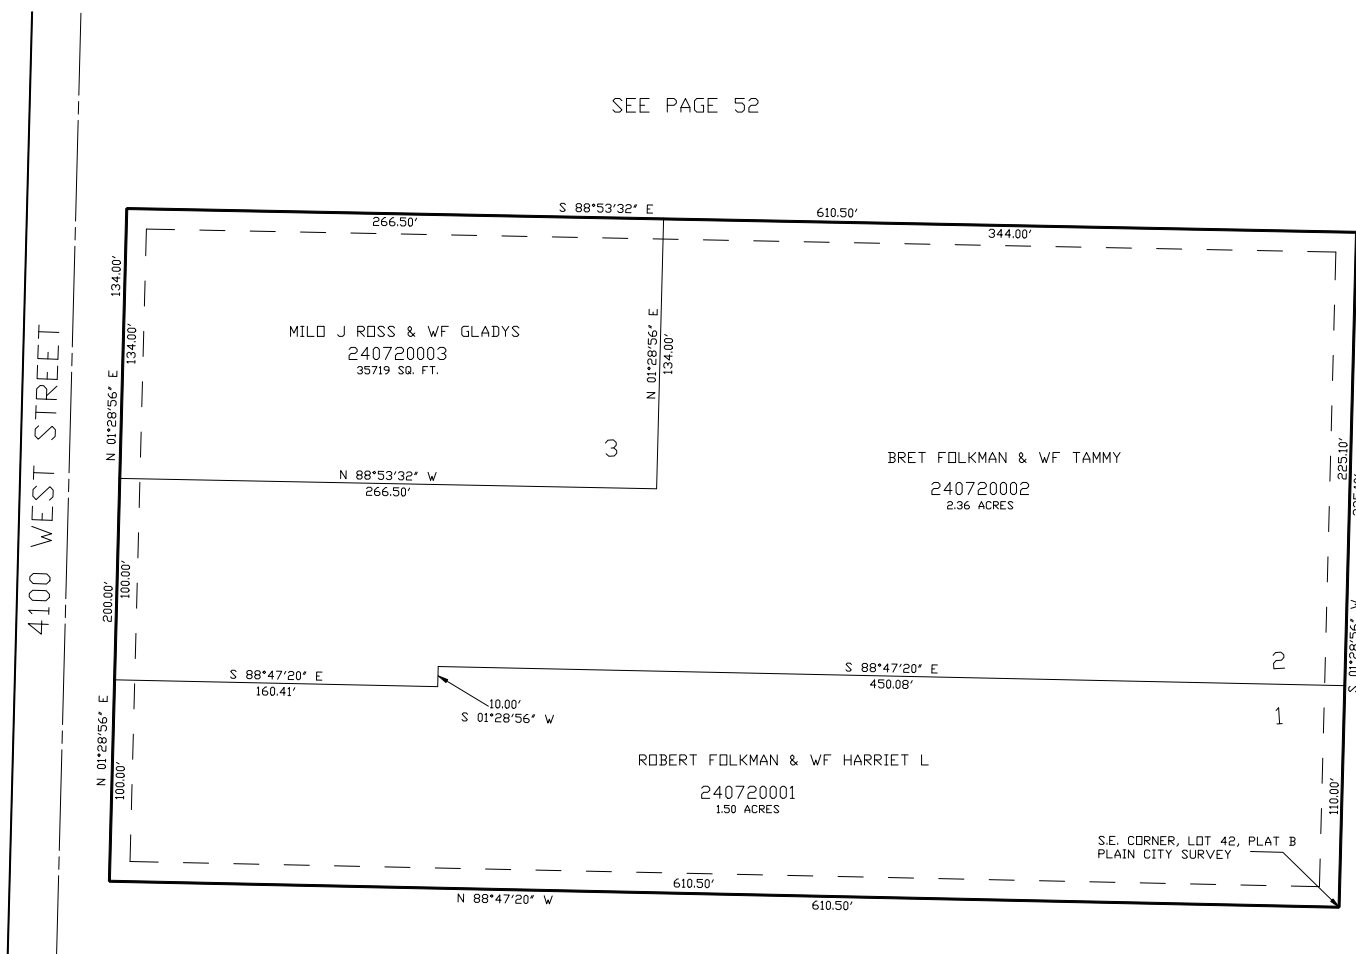 SEE PAGE 52
S 88°53'32" E
610.50'
266.50'
344.00'
134.00'
134.00'
N 01°28'56" E
MILO J ROSS & WF GLADYS
240720003
35719 SQ. FT.
3
N 01°28'56" E
134.00'
N 88°53'32" W
266.50'
4100 WEST STREET
BRET FOLKMAN & WF TAMMY
240720002
2.36 ACRES
225.10'
225.10'
S 01°28'56" W
200.00'
100.00'
S 88°47'20" E
160.41'
10.00'
S 01°28'56" W
S 88°47'20" E
450.08'
2
1
N 01°28'56" E
100.00'
ROBERT FOLKMAN & WF HARRIET L
240720001
1.50 ACRES
110.00'
S.E. CORNER, LOT 42, PLAT B
PLAIN CITY SURVEY
610.50'
N 88°47'20" W
610.50'